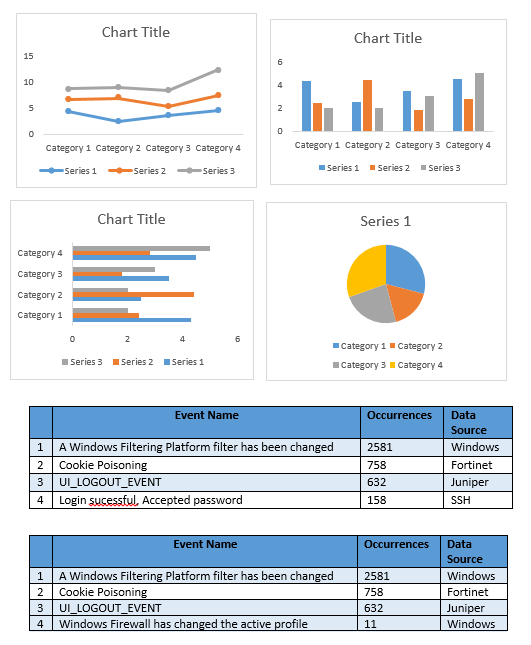 Chart Title
15
10
5
0
Category 1 Category 2 Category 3 Category 4
Series 1 Series 2 Series 3
Chart Title
6
4
2
0
Category 1 Category 2 Category 3 Category 4
Series 1 Series 2 Series 3
Chart Title
Category 4
Category 3
Category 2
Category 1
0 2 4 6
Series 3 Series 2 Series 1
Series 1
Category 1 Category 2
Category 3 Category 4
Event Name Occurrences Data Source
1 A Windows Filtering Platform filter has been changed 2581 Windows
2 Cookie Poisoning 758 Fortinet
3 UI_LOGOUT_EVENT 632 Juniper
4 Login sucessful, Accepted password 158 SSH
Event Name Occurrences Data Source
1 A Windows Filtering Platform filter has been changed 2581 Windows
2 Cookie Poisoning 758 Fortinet
3 UI_LOGOUT_EVENT 632 Juniper
4 Windows Firewall has changed the active profile 11 Windows